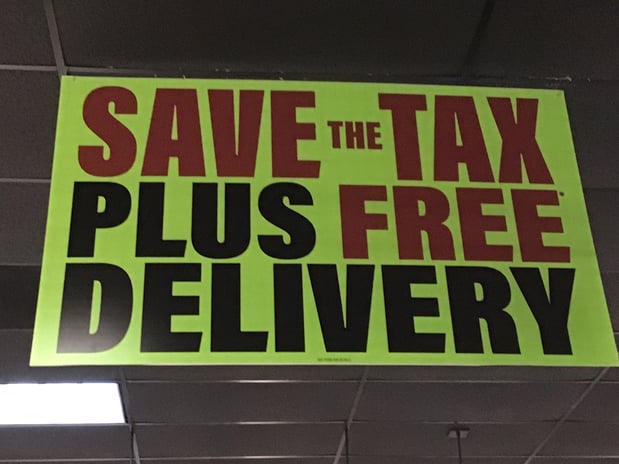 SAVE THE TAX
PLUS FREE*
DELIVERY